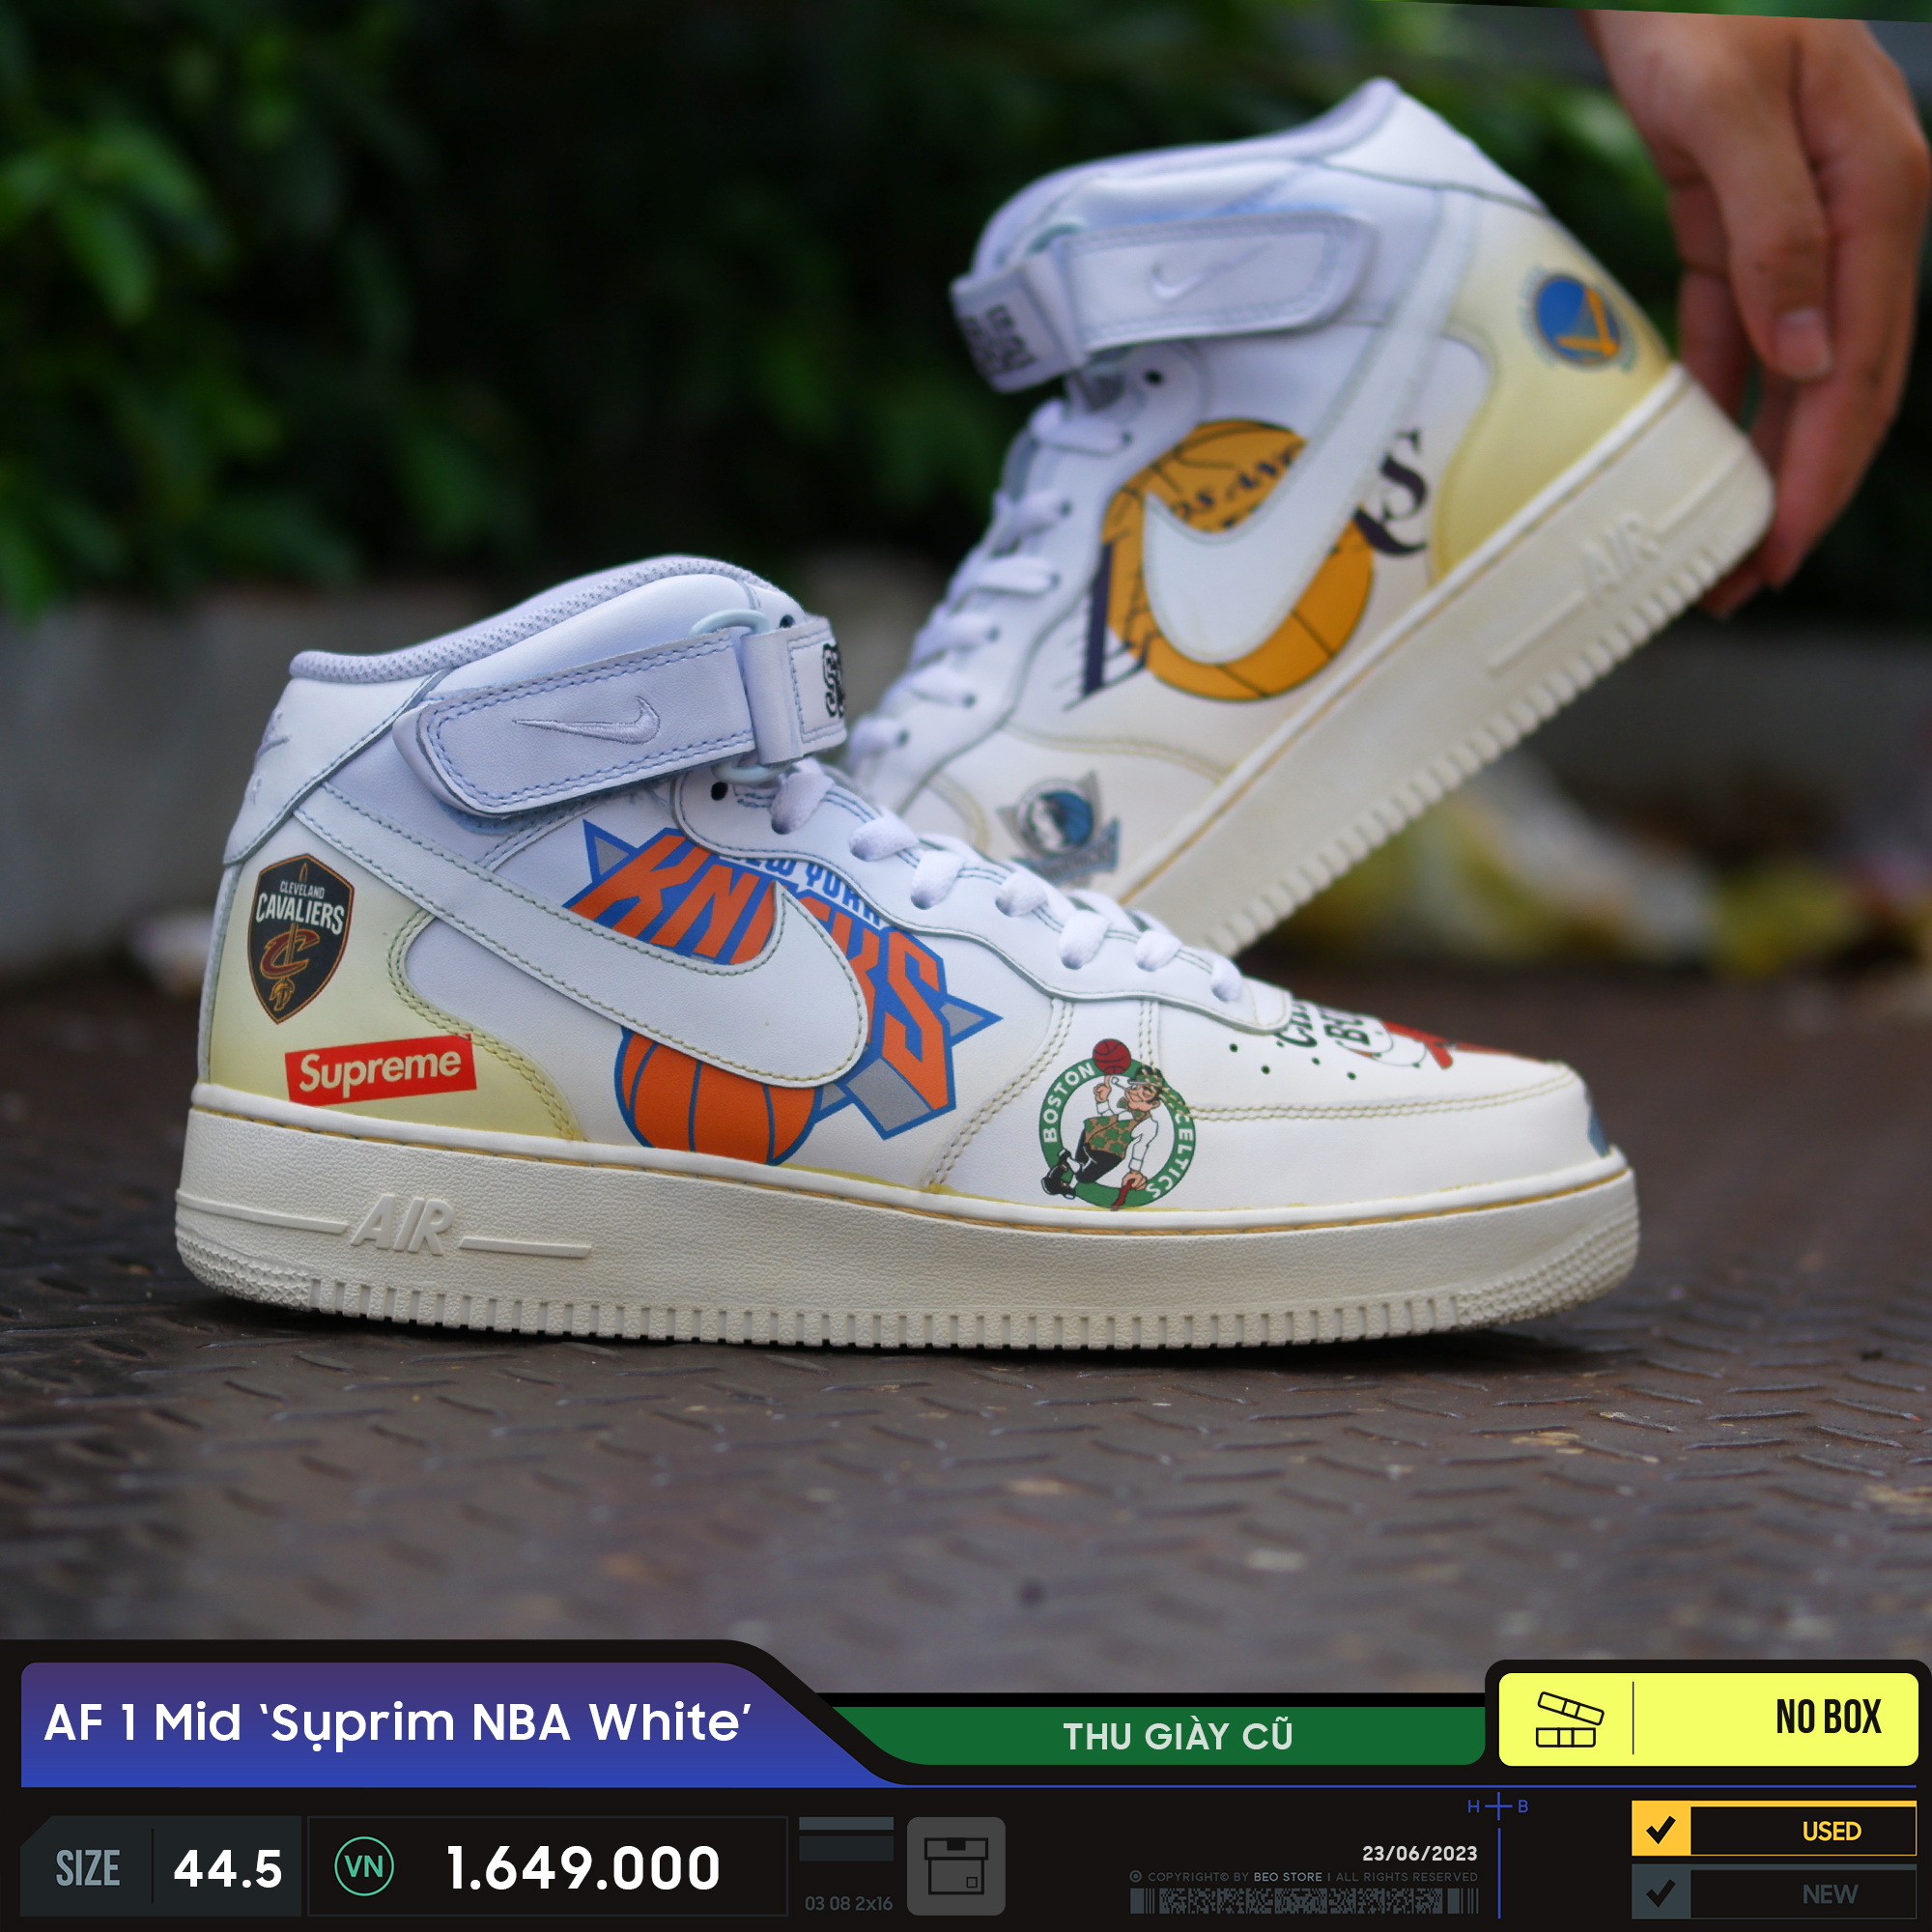 CLEVELAND
CAVALIERS
Supreme
NEW YORK
KNICKS
BOSTON
CELTICS
AIR
AIR
AF 1 Mid ‘Sụprim NBA White’
THU GIÀY CŨ
NO BOX
SIZE
44.5
VN
1.649.000
03 08 2x16
H B
23/06/2023
COPYRIGHT© BY BEO STORE | ALL RIGHTS RESERVED
USED
NEW